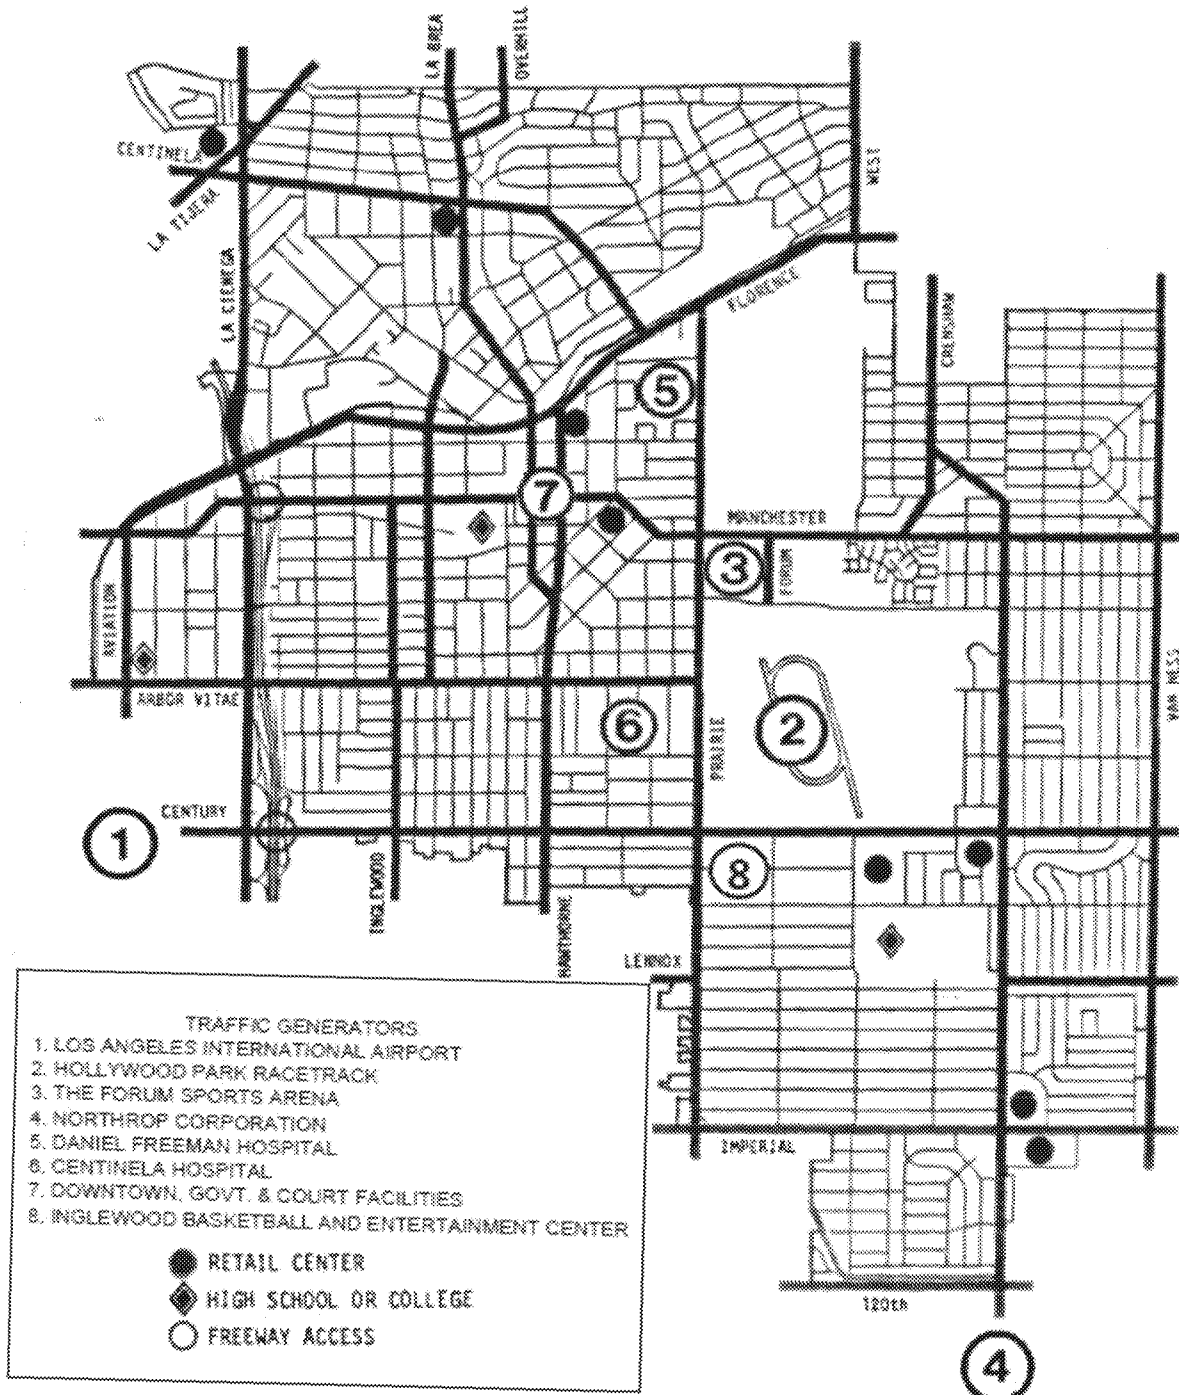 LA BREA
OVERHILL
CENTINELA
LA TIJERA
WEST
LA CIENEGA
FLORENCE
CRENSHAW
5
7
MANCHESTER
3
FORUM
AVIATION
ARBOR VITAE
6
PRAIRIE
2
VAN NESS
CENTURY
1
INGLEWOOD
8
HAWTHORNE
LENNOX
TRAFFIC GENERATORS
1. LOS ANGELES INTERNATIONAL AIRPORT
2. HOLLYWOOD PARK RACETRACK
3. THE FORUM SPORTS ARENA
4. NORTHROP CORPORATION
5. DANIEL FREEMAN HOSPITAL
6. CENTINELA HOSPITAL
7. DOWNTOWN, GOVT. & COURT FACILITIES
8. INGLEWOOD BASKETBALL AND ENTERTAINMENT CENTER
RETAIL CENTER
HIGH SCHOOL OR COLLEGE
FREEWAY ACCESS
IMPERIAL
120th
4